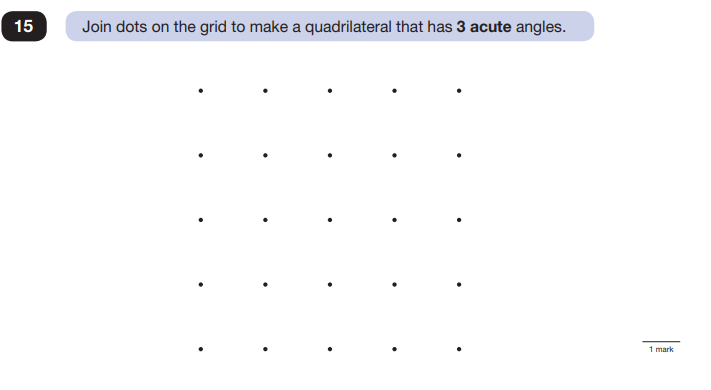 15
Join dots on the grid to make a quadrilateral that has 3 acute angles.
1 mark